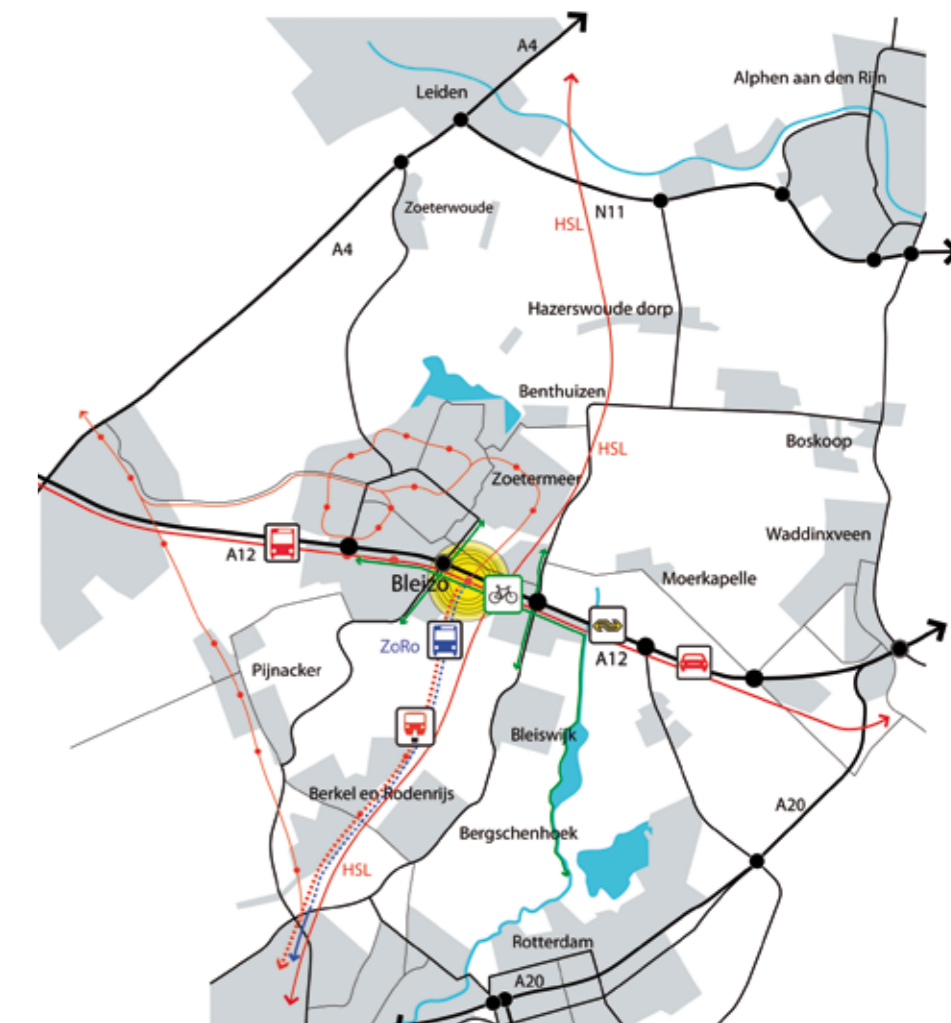 A4
Leiden
Alphen aan den Rijn
Zoeterwoude
N11
HSL
A4
Hazerswoude dorp
Benthuizen
Boskoop
HSL
Zoetermeer
Waddinxveen
A12
Bleizo
Moerkapelle
ZoRo
A12
Pijnacker
Bleiswijk
Berkel en Rodenrijs
A20
Bergschenhoek
HSL
Rotterdam
A20